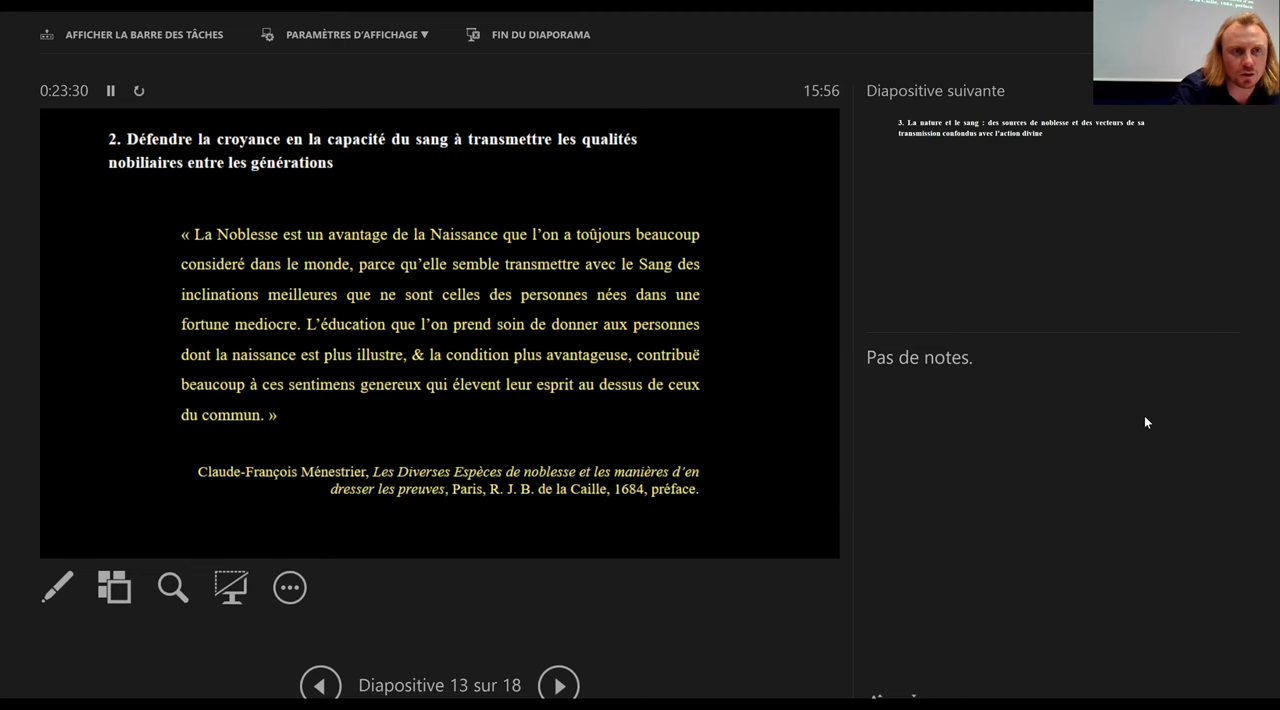 AFFICHER LA BARRE DES TÂCHES
PARAMÈTRES D'AFFICHAGE ▼
FIN DU DIAPORAMA
0:23:30
15:56
Diapositive suivante
2. Défendre la croyance en la capacité du sang à transmettre les qualités
nobiliaires entre les générations
« La Noblesse est un avantage de la Naissance que l'on a toûjours beaucoup
consideré dans le monde, parce qu'elle semble transmettre avec le Sang des
inclinations meilleures que ne sont celles des personnes nées dans une
fortune mediocre. L'éducation que l'on prend soin de donner aux personnes
dont la naissance est plus illustre, & la condition plus avantageuse, contribuë
beaucoup à ces sentimens genereux qui élevent leur esprit au dessus de ceux
du commun. »
Claude-François Ménestrier, Les Diverses Espèces de noblesse et les manières d'en
dresser les preuves, Paris, R. J. B. de la Caille, 1684, préface.
3. La nature et le sang : des sources de noblesse et des vecteurs de sa
transmission confondus avec l'action divine
Pas de notes.
Diapositive 13 sur 18
la Caille, 1684, préface.